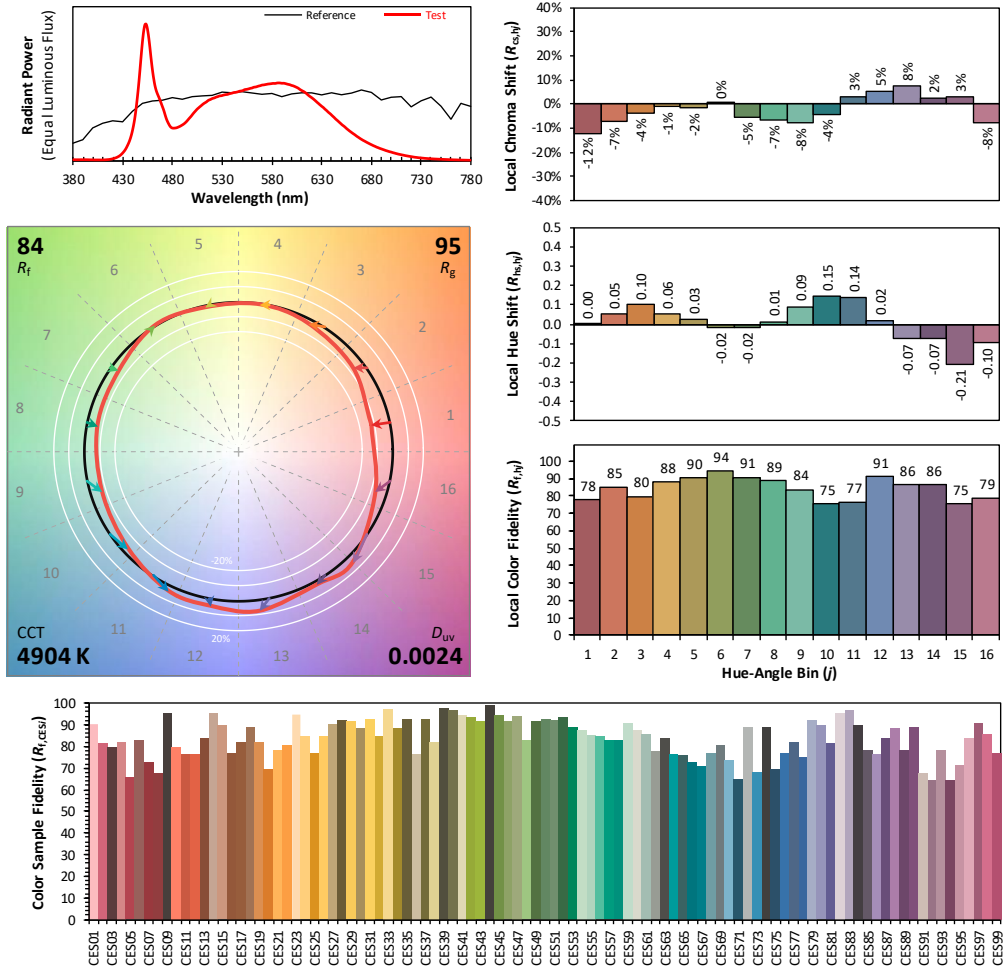 Reference
Test
Radiant Power
(Equal Luminous Flux)
380
430
480
530
580
630
680
730
780
Wavelength (nm)
Local Chroma Shift (Rcs,hj)
40%
30%
20%
10%
0%
-10%
-20%
-30%
-40%
-12%
-7%
-4%
-1%
-2%
0%
-5%
-7%
-8%
-4%
3%
5%
8%
2%
3%
-8%
84
Rf
95
Rg
CCT
4904 K
Duv
0.0024
1
2
3
4
5
6
7
8
9
10
11
12
13
14
15
16
-20%
20%
Local Hue Shift (Rhs,hj)
0.5
0.4
0.3
0.2
0.1
0.0
-0.1
-0.2
-0.3
-0.4
-0.5
0.00
0.05
0.10
0.06
0.03
-0.02
-0.02
0.01
0.09
0.15
0.14
0.02
-0.07
-0.07
-0.21
-0.10
Local Color Fidelity (Rf,hj)
100
90
80
70
60
50
40
30
20
10
0
78
85
80
88
90
94
91
89
84
75
77
91
86
86
75
79
1 2 3 4 5 6 7 8 9 10 11 12 13 14 15 16
Hue-Angle Bin (j)
Color Sample Fidelity (Rf,CESi)
100
90
80
70
60
50
40
30
20
10
0
CES01
CES03
CES05
CES07
CES09
CES11
CES13
CES15
CES17
CES19
CES21
CES23
CES25
CES27
CES29
CES31
CES33
CES35
CES37
CES39
CES41
CES43
CES45
CES47
CES49
CES51
CES53
CES55
CES57
CES59
CES61
CES63
CES65
CES67
CES69
CES71
CES73
CES75
CES77
CES79
CES81
CES83
CES85
CES87
CES89
CES91
CES93
CES95
CES97
CES99